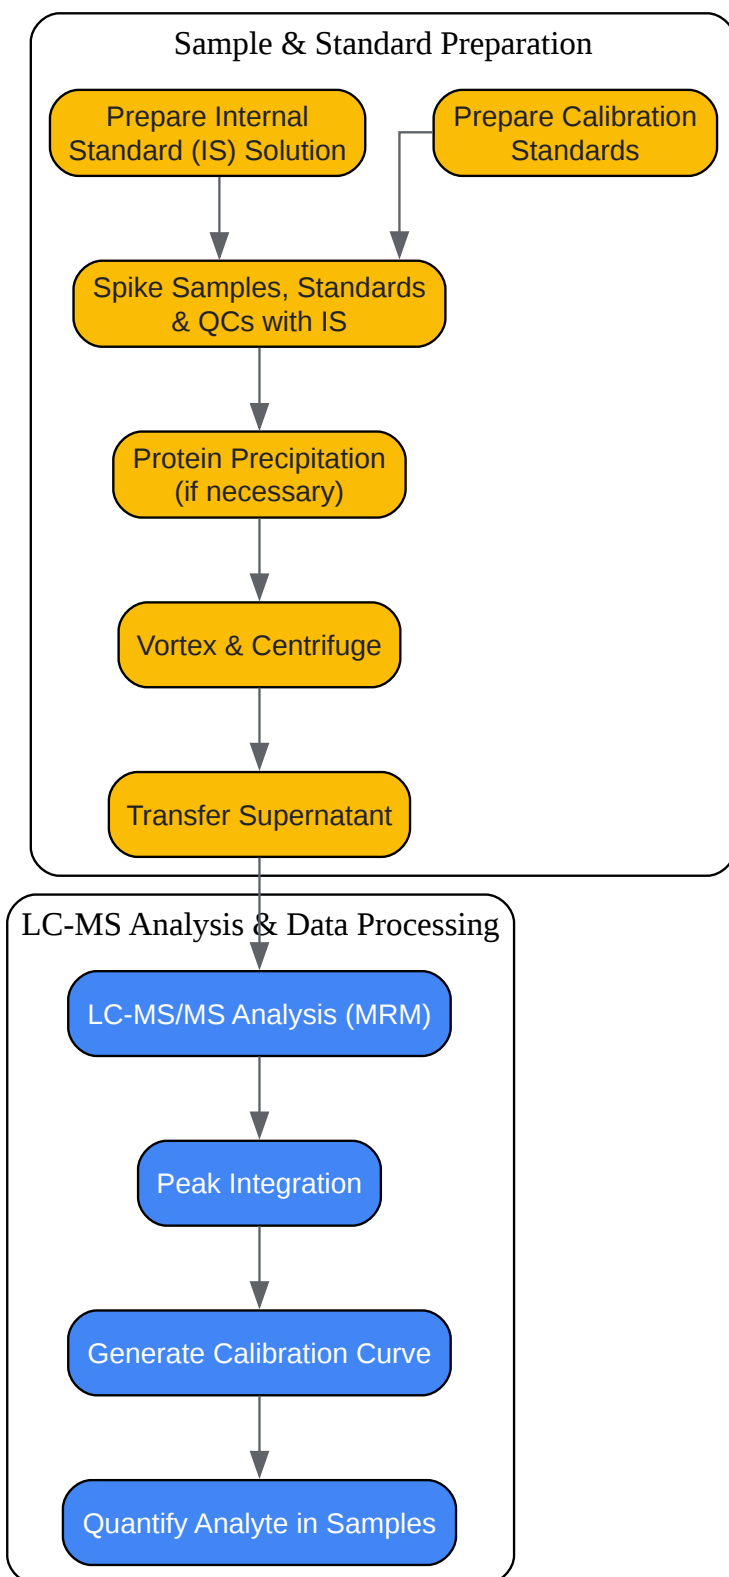 Sample & Standard Preparation
Prepare Internal
Standard (IS) Solution
Prepare Calibration
Standards
Spike Samples, Standards
& QCs with IS
Protein Precipitation
(if necessary)
Vortex & Centrifuge
Transfer Supernatant
LC-MS Analysis & Data Processing
LC-MS/MS Analysis (MRM)
Peak Integration
Generate Calibration Curve
Quantify Analyte in Samples